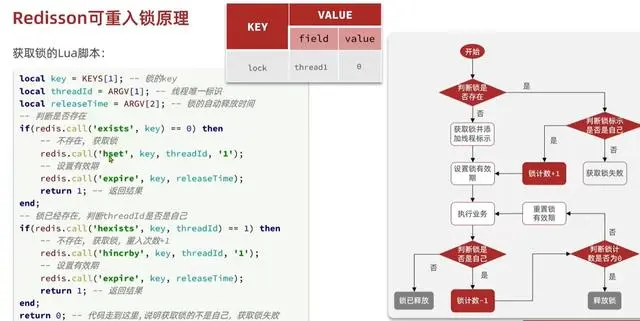 Redisson可重入锁原理
KEY
VALUE
field
value
lock
thread1
0
获取锁的Lua脚本：
local key = KEYS[1]; -- 锁的key
local threadId = ARGV[1]; -- 线程唯一标识
local releaseTime = ARGV[2]; -- 锁的自动释放时间
-- 判断是否存在
if(redis.call('exists', key) == 0) then
-- 不存在, 获取锁
redis.call('hset', key, threadId, '1');
-- 设置有效期
redis.call('expire', key, releaseTime);
return 1; -- 返回结果
end;
-- 锁已经存在，判断threadId是否是自己
if(redis.call('hexists', key, threadId) == 1) then
-- 不存在, 获取锁，重入次数+1
redis.call('hincrby', key, threadId, '1');
-- 设置有效期
redis.call('expire', key, releaseTime);
return 1; -- 返回结果
end;
return 0; -- 代码走到这里,说明获取锁的不是自己，获取锁失败
开始
判断锁是
否存在
是
否
获取锁并添
加线程标示
判断锁标示
是否是自己
是
否
设置锁有效
期
锁计数+1
获取锁失败
执行业务
重置锁
有效期
否
判断锁是
否是自己
判断锁计
数是否为0
否
是
是
锁已释放
锁计数-1
释放锁